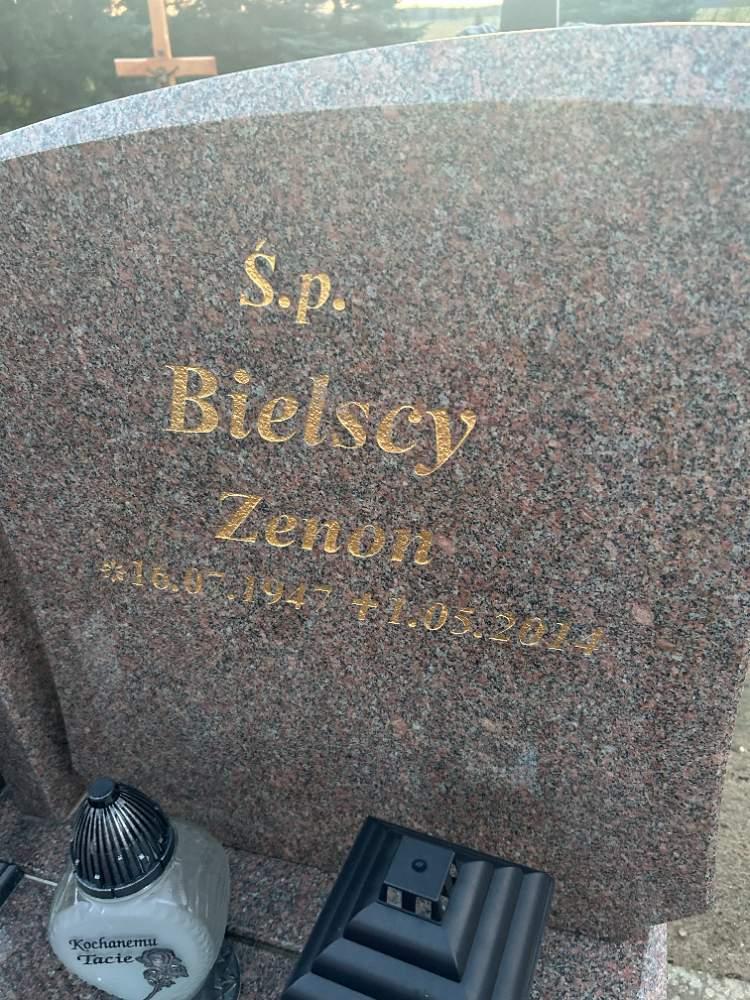 Ś.p.
Bielscy
Zenon
*16.07.1947 ✝1.05.2014
Kochanemu
Tacie